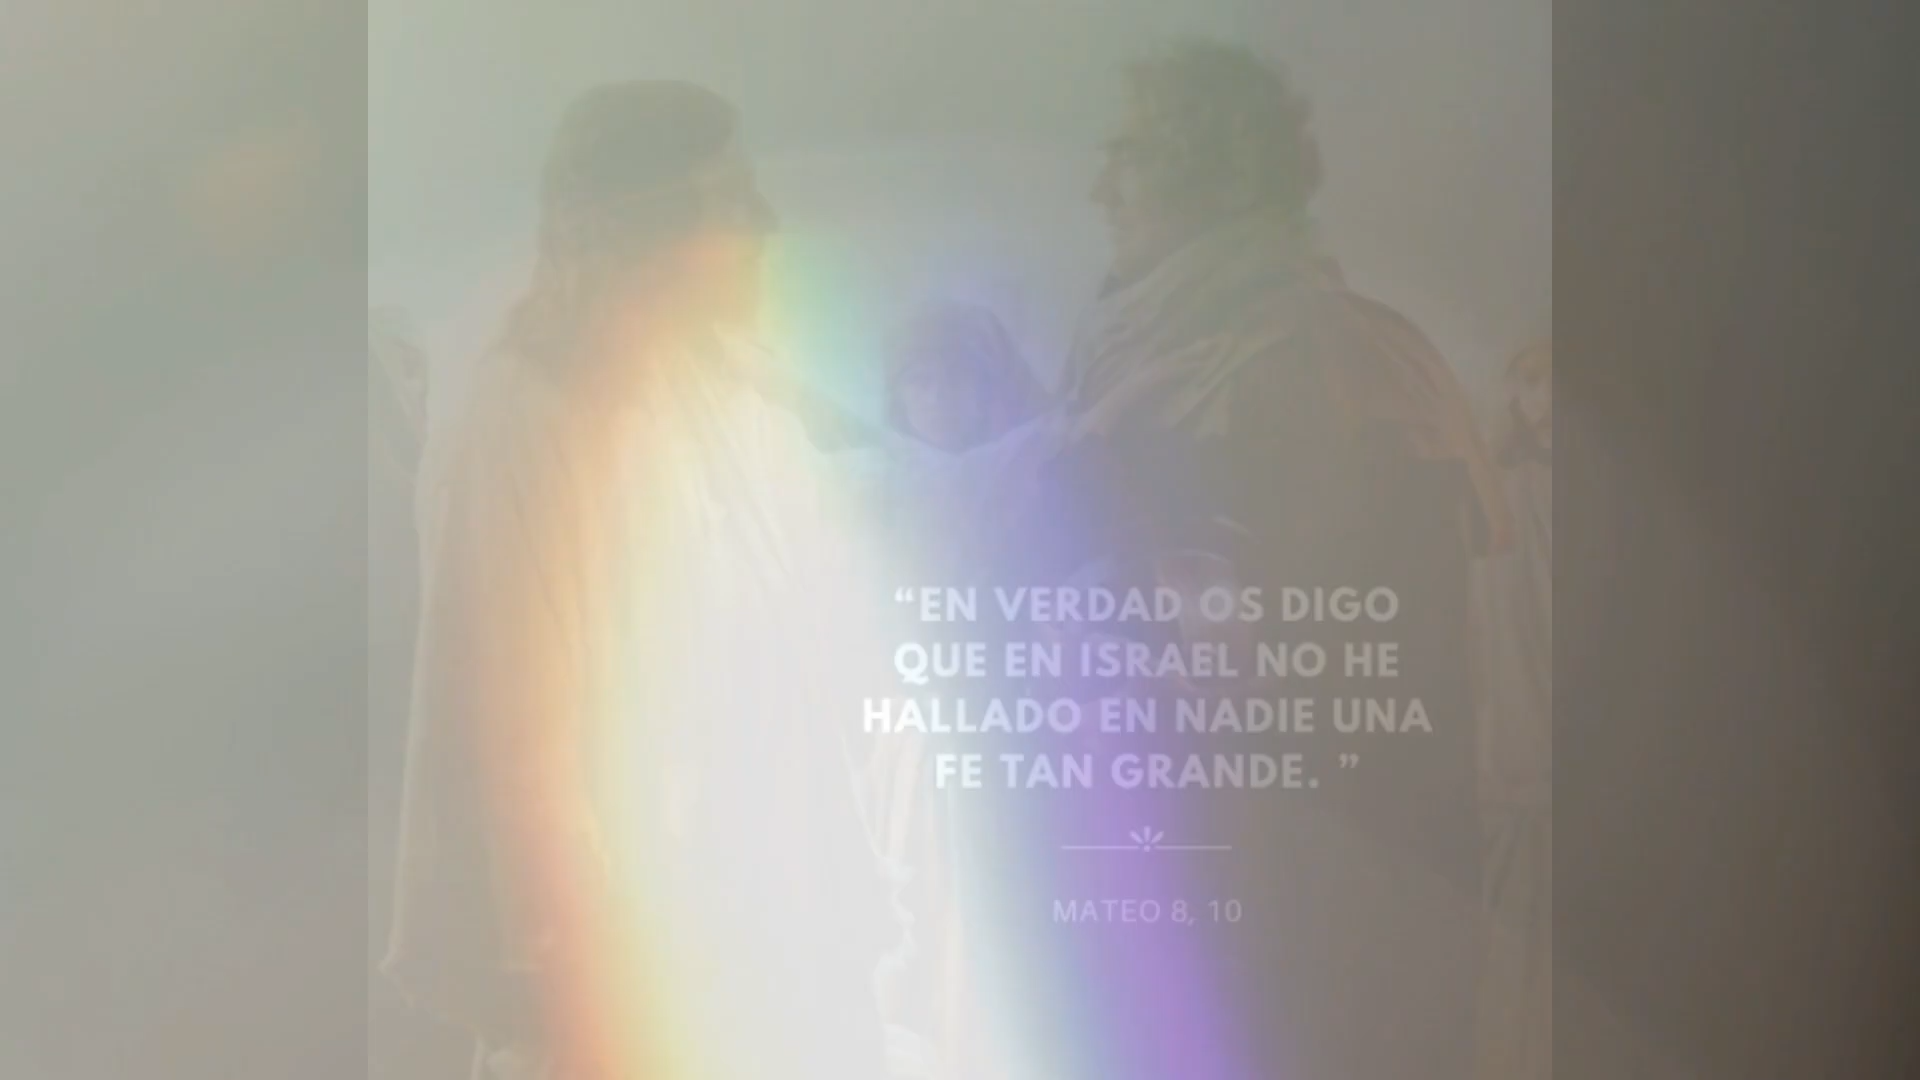 “EN VERDAD OS DIGO
QUE EN ISRAEL NO HE
HALLADO EN NADIE UNA
FE TAN GRANDE. ”
MATEO 8, 10